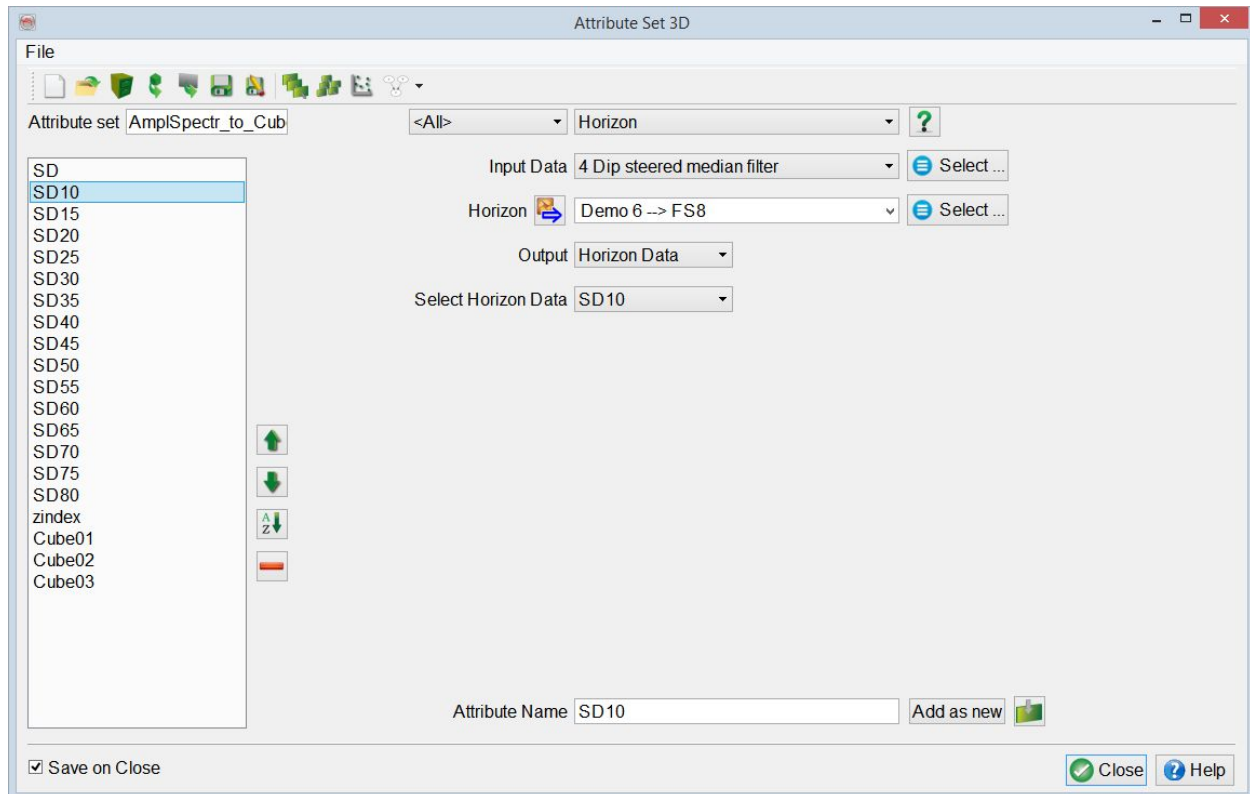 Attribute Set 3D
File
Attribute set AmplSpectr_to_Cub <All> Horizon
Input Data 4 Dip steered median filter Select ...
Horizon Demo 6 --> FS8 Select ...
Output Horizon Data
Select Horizon Data SD10
SD
SD10
SD15
SD20
SD25
SD30
SD35
SD40
SD45
SD50
SD55
SD60
SD65
SD70
SD75
SD80
zindex
Cube01
Cube02
Cube03
A
Z
Attribute Name SD10 Add as new
Save on Close
Close Help